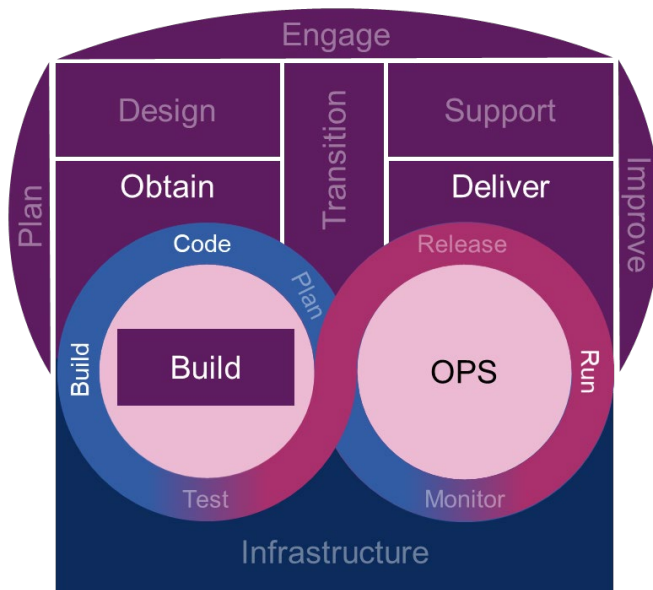 Engage
Design
Transition
Support
Plan
Obtain
Deliver
Improve
Code
Plan
Release
Build
Build
OPS
Run
Test
Monitor
Infrastructure